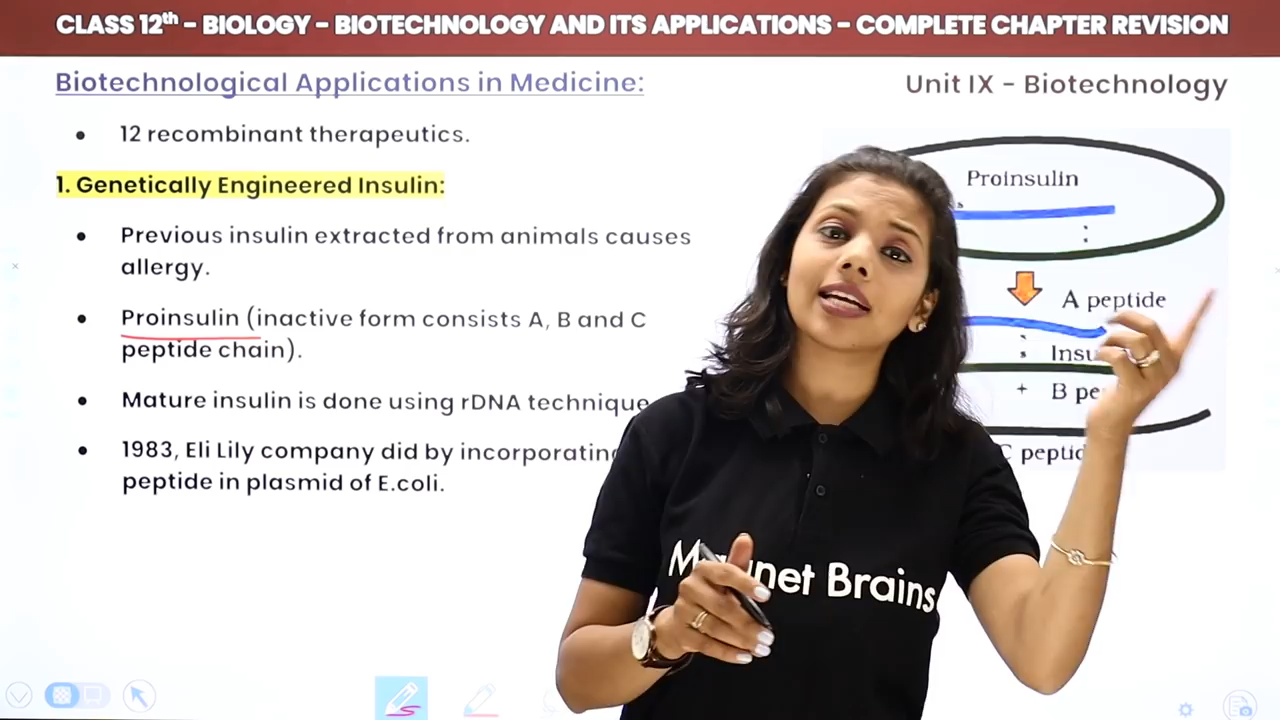 CLASS 12th – BIOLOGY – BIOTECHNOLOGY AND ITS APPLICATIONS – COMPLETE CHAPTER REVISION
Biotechnological Applications in Medicine:
Unit IX – Biotechnology
• 12 recombinant therapeutics.
1. Genetically Engineered Insulin:
• Previous insulin extracted from animals causes
allergy.
• Proinsulin (inactive form consists A, B and C
peptide chain).
• Mature insulin is done using rDNA technique
• 1983, Eli Lily company did by incorporating
peptide in plasmid of E.coli.
Proinsulin
s
A peptide
s
+ B
C
Magnet Brains